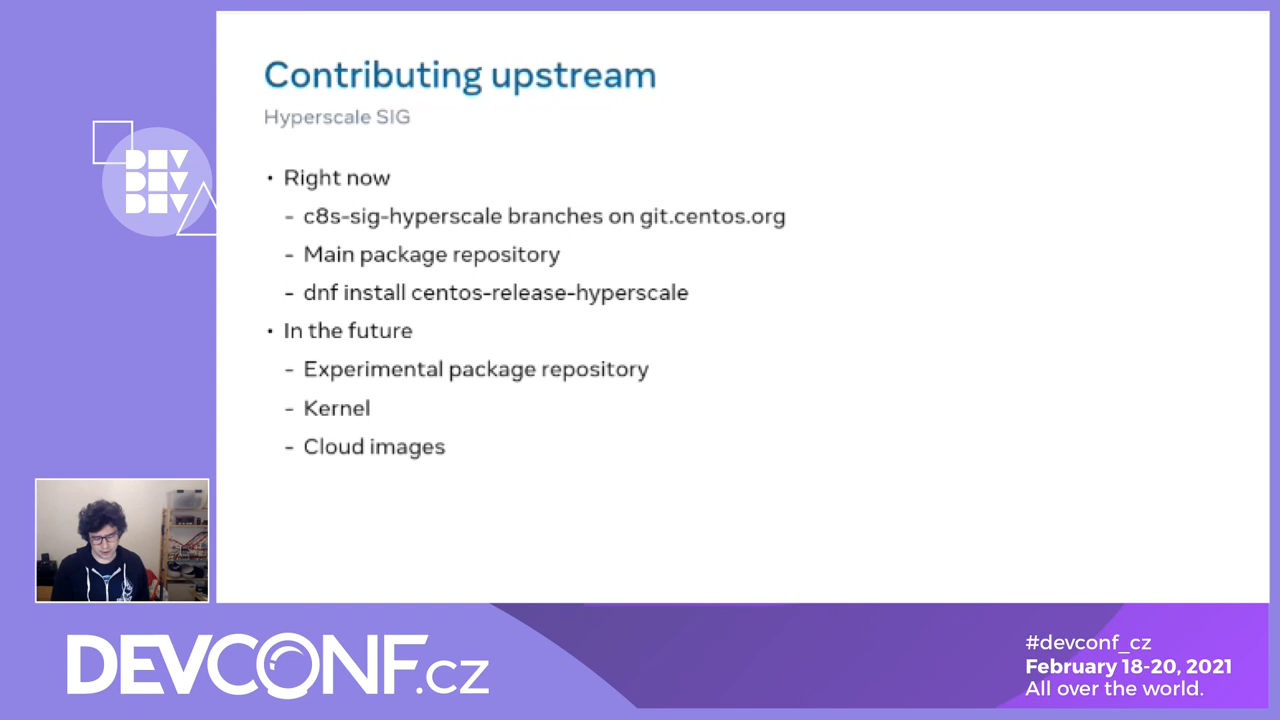 Contributing upstream
Hyperscale SIG
• Right now
- c8s-sig-hyperscale branches on git.centos.org
- Main package repository
- dnf install centos-release-hyperscale
• In the future
- Experimental package repository
- Kernel
- Cloud images
DEV
DEV
DEV
DEVCONF.cz
#devconf_cz
February 18-20, 2021
All over the world.